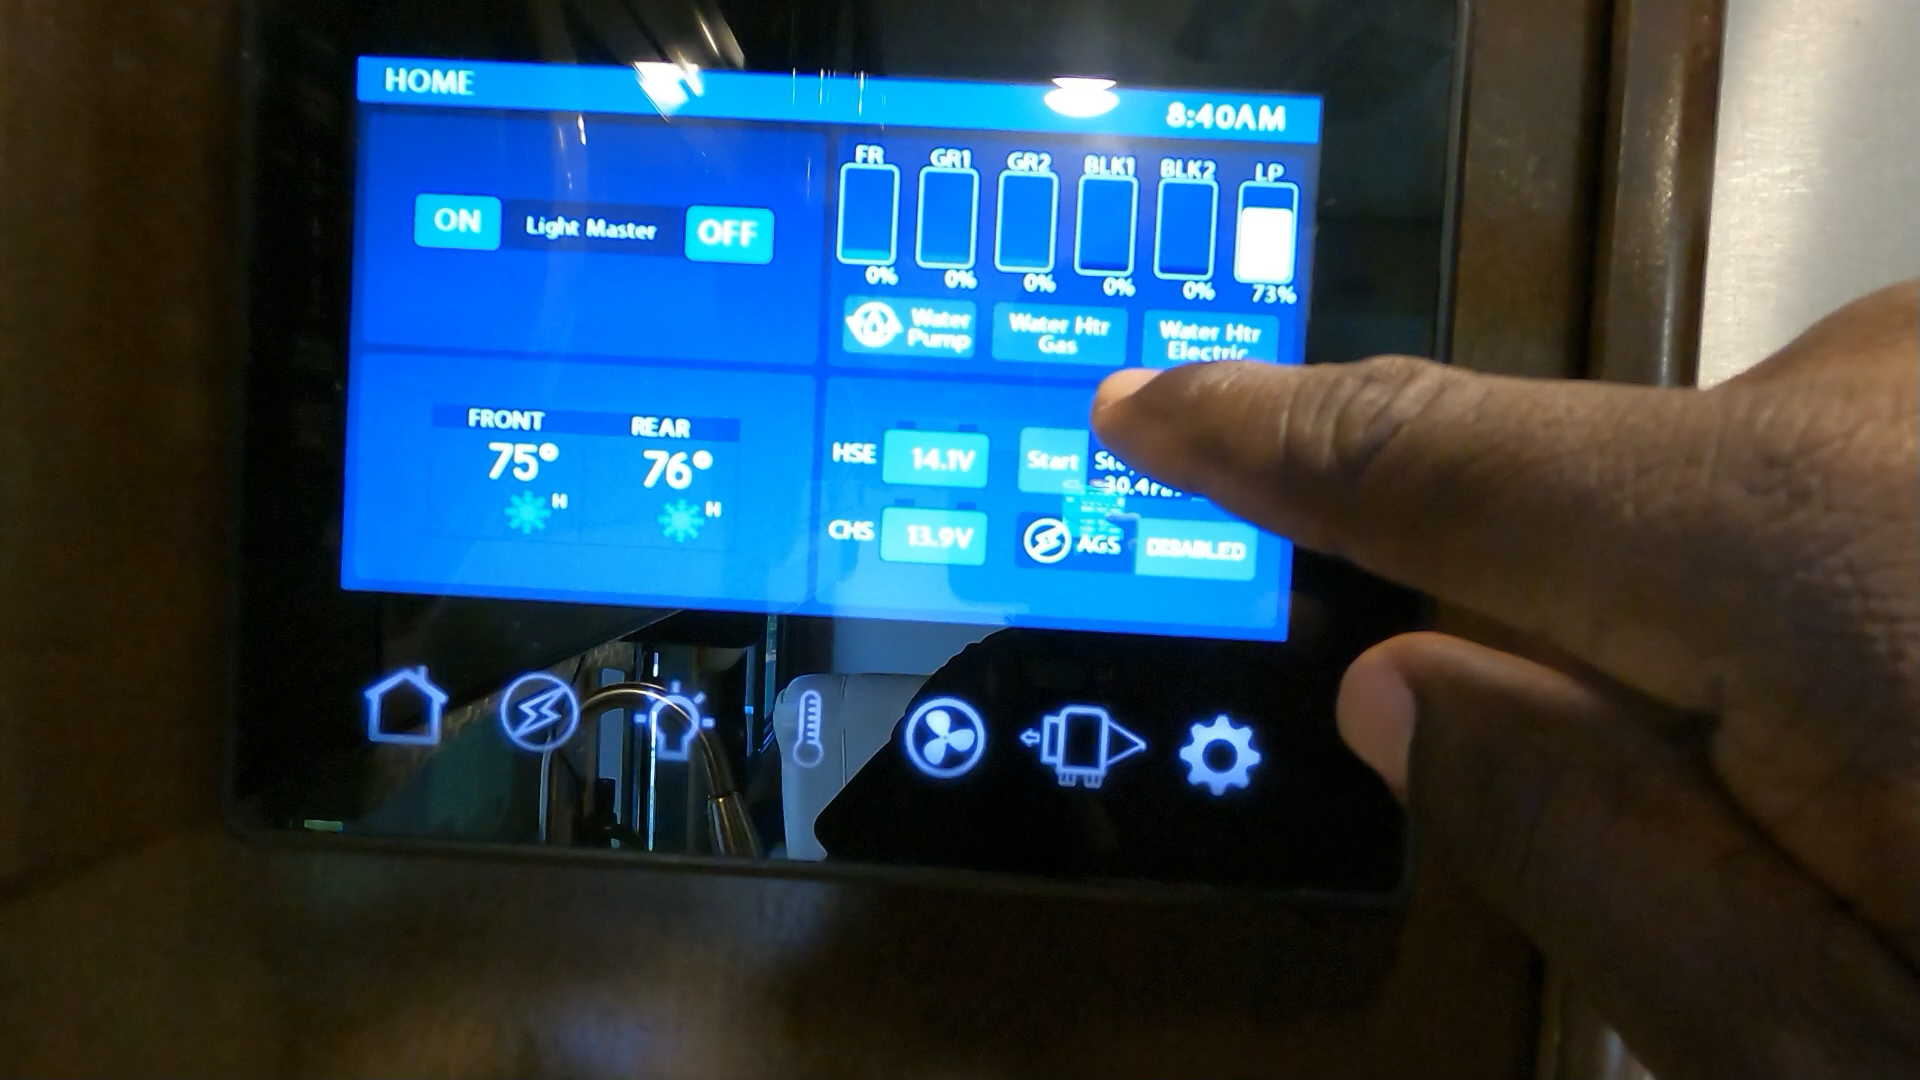 HOME
8:40AM
ON Light Master OFF
FR GR1 GR2 BLK1 BLK2 LP
0% 0% 0% 0% 0% 73%
Water Pump
Water Htr Gas
Water Htr Electric
FRONT REAR
75° 76°
H H
HSE 14.1V
Start
30.4
CHS 13.9V
AGS DISABLED